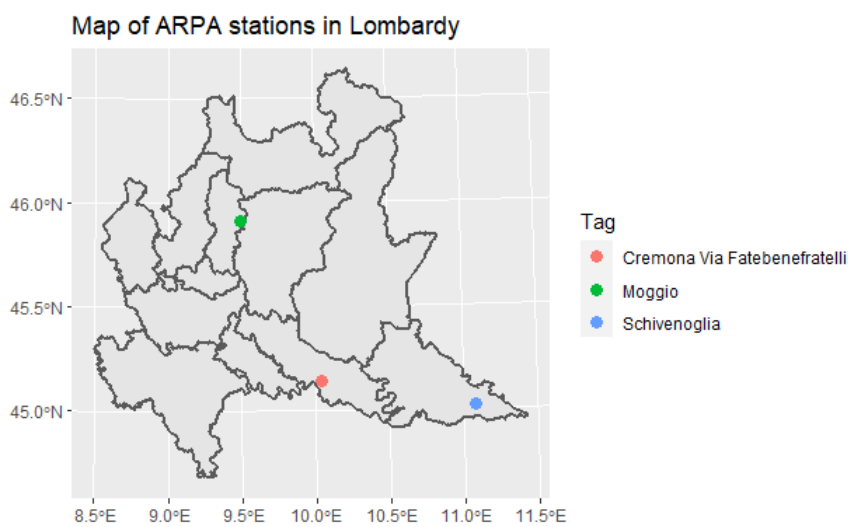 Map of ARPA stations in Lombardy
46.5°N
46.0°N
45.5°N
45.0°N
8.5°E 9.0°E 9.5°E 10.0°E 10.5°E 11.0°E 11.5°E
Tag
Cremona Via Fatebenefratelli
Moggio
Schivenoglia